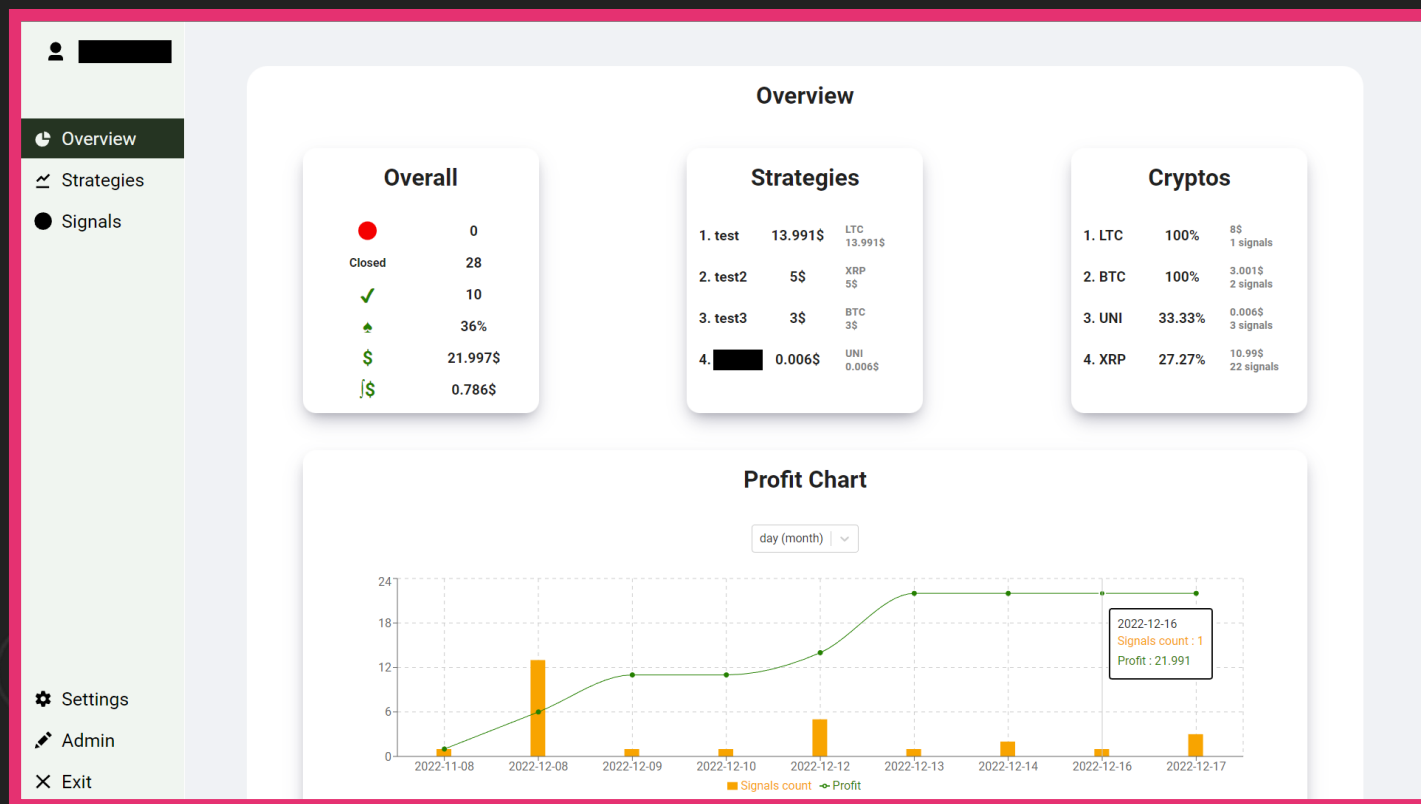 Overview
Strategies
Signals
Settings
Admin
Exit
Overview
Overall
0
Closed 28
10
36%
$ 21.997$
∫$ 0.786$
Strategies
1. test 13.991$ LTC
13.991$
2. test2 5$ XRP
5$
3. test3 3$ BTC
3$
4. 0.006$ UNI
0.006$
Cryptos
1. LTC 100% 8$
1 signals
2. BTC 100% 3.001$
2 signals
3. UNI 33.33% 0.006$
3 signals
4. XRP 27.27% 10.99$
22 signals
Profit Chart
day (month)
24
18
12
6
0
2022-12-16
Signals count : 1
Profit : 21.991
2022-11-08 2022-12-08 2022-12-09 2022-12-10 2022-12-12 2022-12-13 2022-12-14 2022-12-16 2022-12-17
Signals count Profit